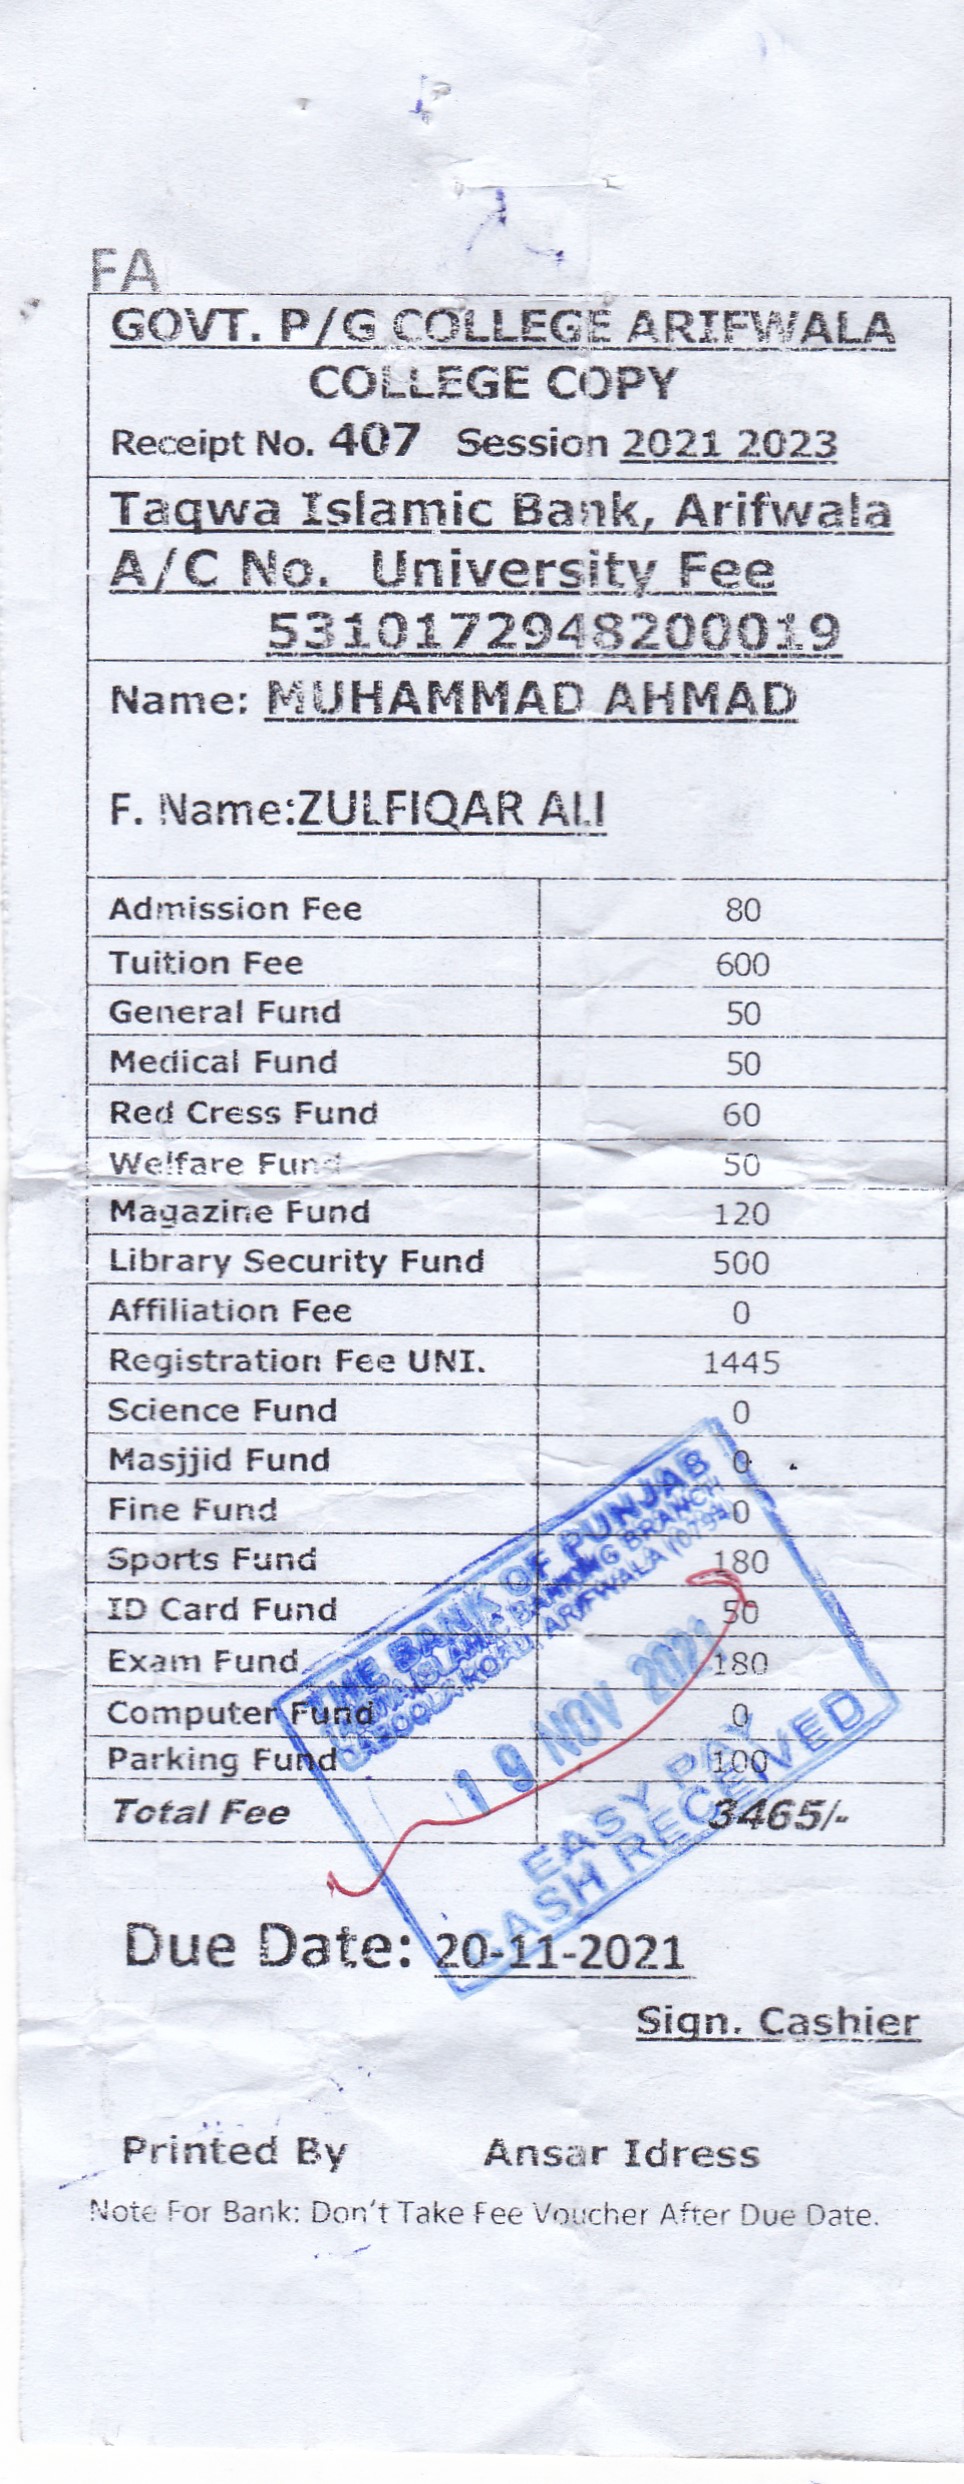 FA
GOVT. P/G COLLEGE ARIFWALA
COLLEGE COPY
Receipt No. 407 Session 2021 2023
Taqwa Islamic Bank, Arifwala
A/C No. University Fee
5310172948200019
Name: MUHAMMAD AHMAD
F. Name:ZULFIQAR ALI
Admission Fee 80
Tuition Fee 600
General Fund 50
Medical Fund 50
Red Cress Fund 60
Welfare Fund 50
Magazine Fund 120
Library Security Fund 500
Affiliation Fee 0
Registration Fee UNI. 1445
Science Fund 0
Masjjid Fund 0
Fine Fund 0
Sports Fund 180
ID Card Fund 50
Exam Fund 180
Computer Fund 0
Parking Fund 100
Total Fee 3465/-
THE BANK OF PUNJAB
ISLAMIC BANKING BRANCH
ROAD, ARIFWALA
19 NOV 2021
EASY PAY
CASH RECEIVED
Due Date: 20-11-2021
Sign. Cashier
Printed By Ansar Idress
Note For Bank: Don't Take Fee Voucher After Due Date.